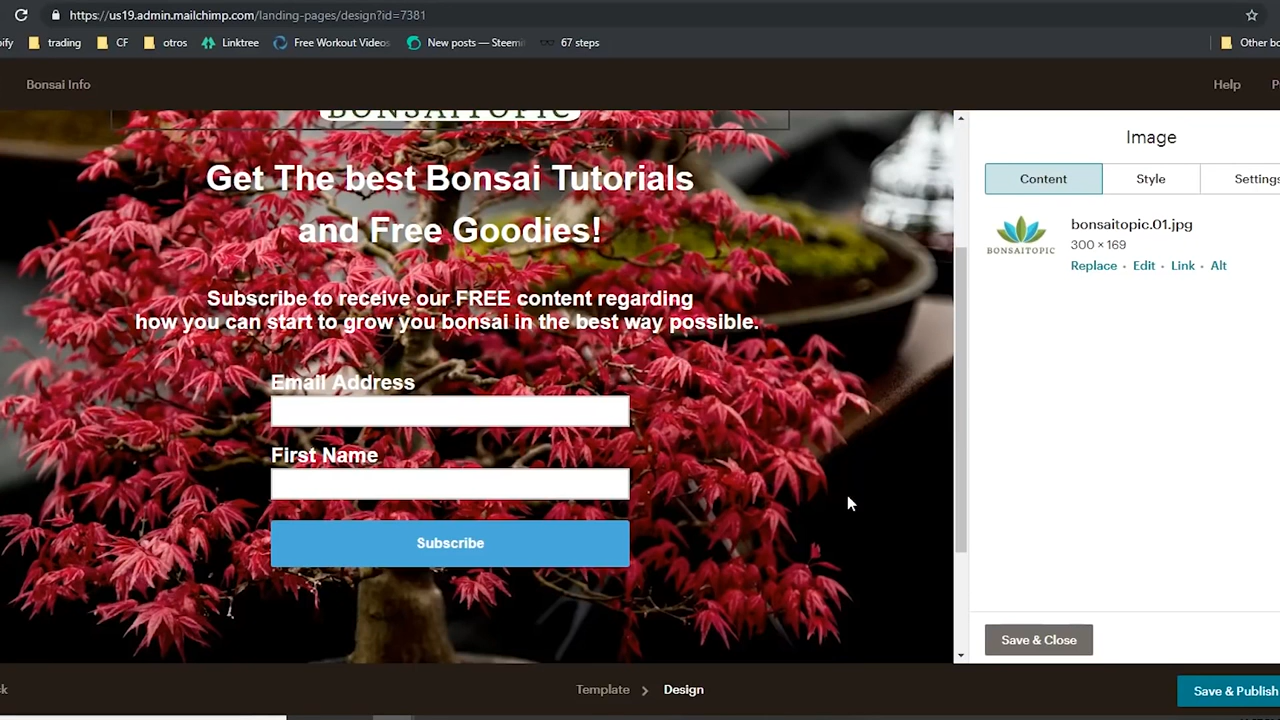 https://us19.admin.mailchimp.com/landing-pages/design?id=7381
trading CF otros Linktree Free Workout Videos New posts — Steemi 67 steps Other bo
Bonsai Info Help
BONSAITOPIC
Get The best Bonsai Tutorials
and Free Goodies!
Subscribe to receive our FREE content regarding
how you can start to grow you bonsai in the best way possible.
Email Address
First Name
Subscribe
Image
Content Style Settings
bonsaitopic.01.jpg
300 × 169
BONSAITOPIC
Replace · Edit · Link · Alt
Save & Close
Template > Design
Save & Publish